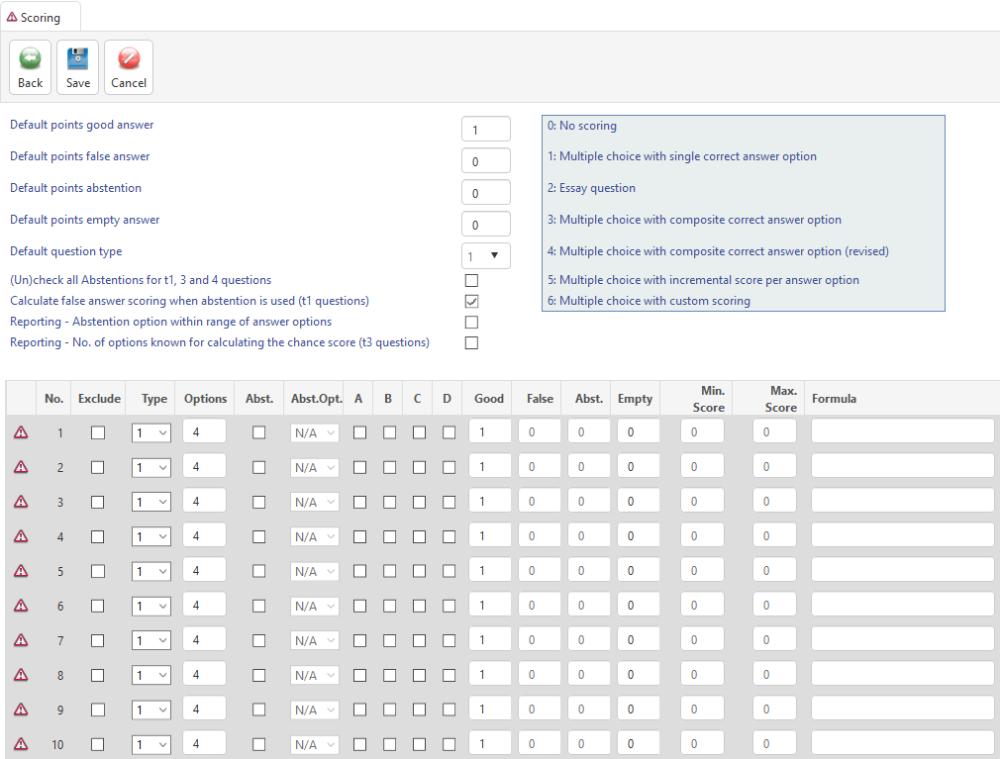 Scoring
Back Save Cancel
Default points good answer 1 0: No scoring
Default points false answer 0 1: Multiple choice with single correct answer option
Default points abstention 0 2: Essay question
Default points empty answer 0 3: Multiple choice with composite correct answer option
Default question type 1 4: Multiple choice with composite correct answer option (revised)
(Un)check all Abstentions for t1, 3 and 4 questions 5: Multiple choice with incremental score per answer option
Calculate false answer scoring when abstention is used (t1 questions) 6: Multiple choice with custom scoring
Reporting - Abstention option within range of answer options
Reporting - No. of options known for calculating the chance score (t3 questions)
No. Exclude Type Options Abst. Abst.Opt. A B C D Good False Abst. Empty Min. Score Max. Score Formula
1 1 4 N/A 1 0 0 0 0 0
2 1 4 N/A 1 0 0 0 0 0
3 1 4 N/A 1 0 0 0 0 0
4 1 4 N/A 1 0 0 0 0 0
5 1 4 N/A 1 0 0 0 0 0
6 1 4 N/A 1 0 0 0 0 0
7 1 4 N/A 1 0 0 0 0 0
8 1 4 N/A 1 0 0 0 0 0
9 1 4 N/A 1 0 0 0 0 0
10 1 4 N/A 1 0 0 0 0 0